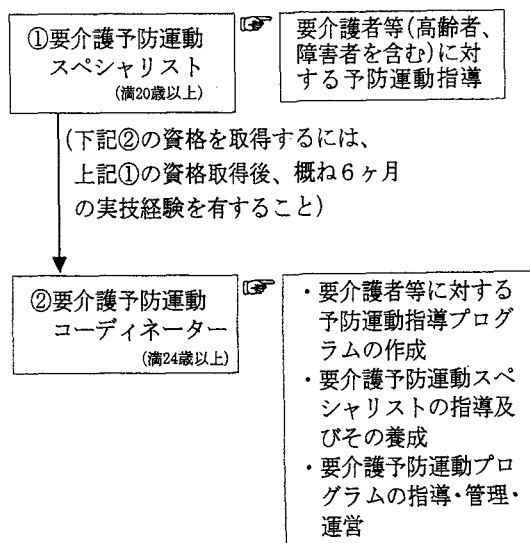 ①要介護予防運動
スペシャリスト
(満20歳以上)
☞
要介護者等(高齢者、
障害者を含む)に対
する予防運動指導
(下記②の資格を取得するには、
上記①の資格取得後、概ね6ヶ月
の実技経験を有すること)
②要介護予防運動
コーディネーター
(満24歳以上)
☞
・要介護者等に対する
予防運動指導プログ
ラムの作成
・要介護予防運動スペ
シャリストの指導及
びその養成
・要介護予防運動プロ
グラムの指導・管理・
運営